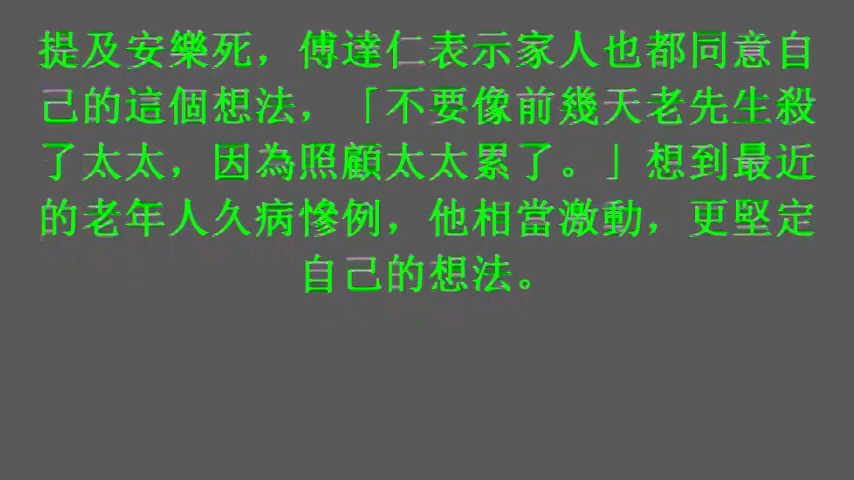 提及安樂死，傅達仁表示家人也都同意自
己的這個想法，「不要像前幾天老先生殺
了太太，因為照顧太太累了。」想到最近
的老年人久病慘例，他相當激動，更堅定
自己的想法。